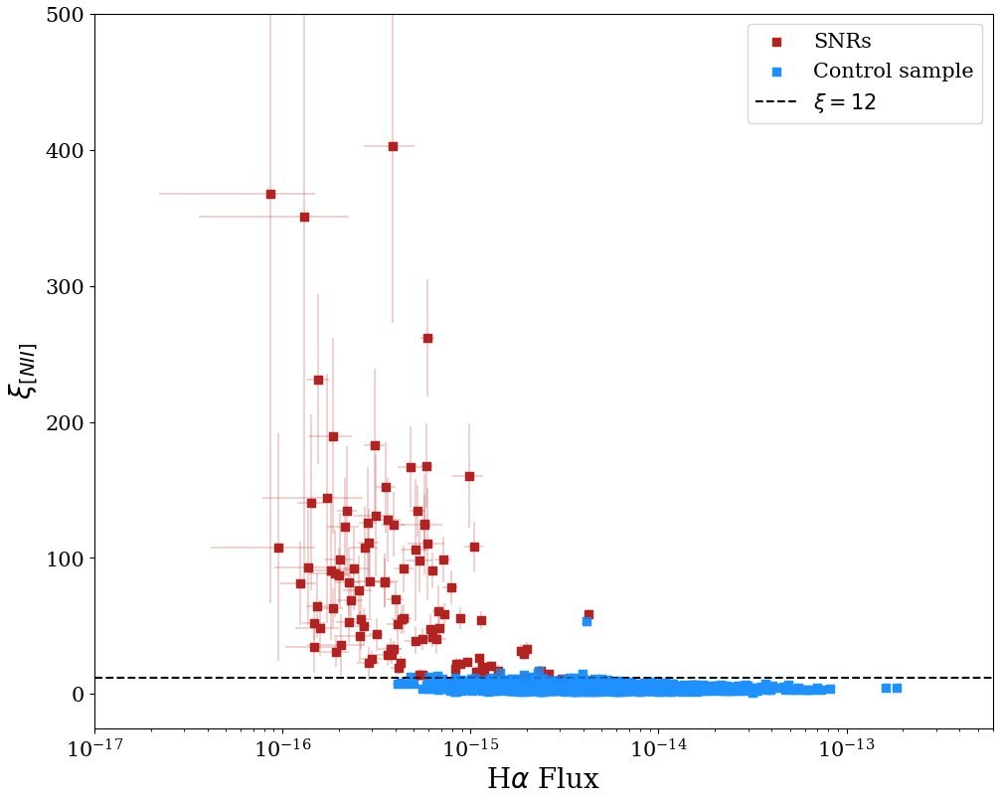 500
400
300
200
100
0
ξ[NII]
SNRs
Control sample
ξ = 12
10⁻¹⁷ 10⁻¹⁶ 10⁻¹⁵ 10⁻¹⁴ 10⁻¹³
Hα Flux